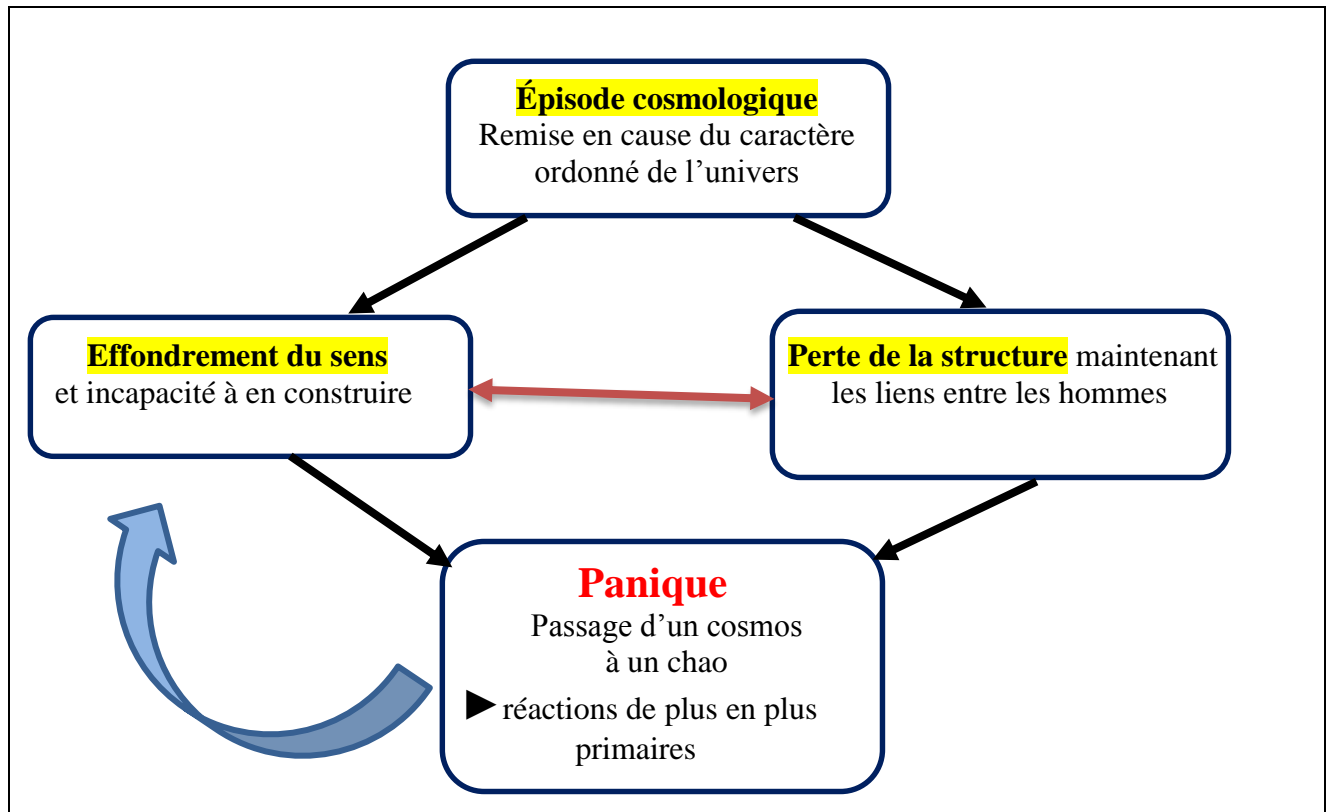 Épisode cosmologique
Remise en cause du caractère
ordonné de l’univers
Effondrement du sens
et incapacité à en construire
Perte de la structure maintenant
les liens entre les hommes
Panique
Passage d’un cosmos
à un chao
►réactions de plus en plus
primaires